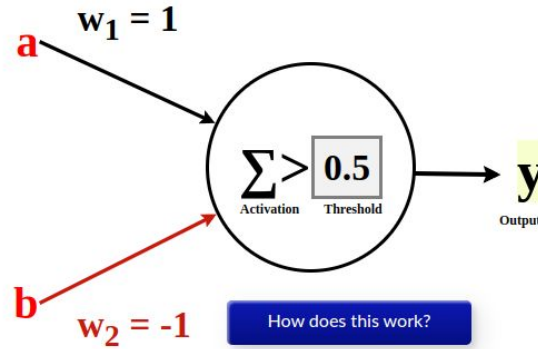 w₁ = 1
a
∑ > 0.5
Activation Threshold
y
Output
b
w₂ = -1
How does this work?